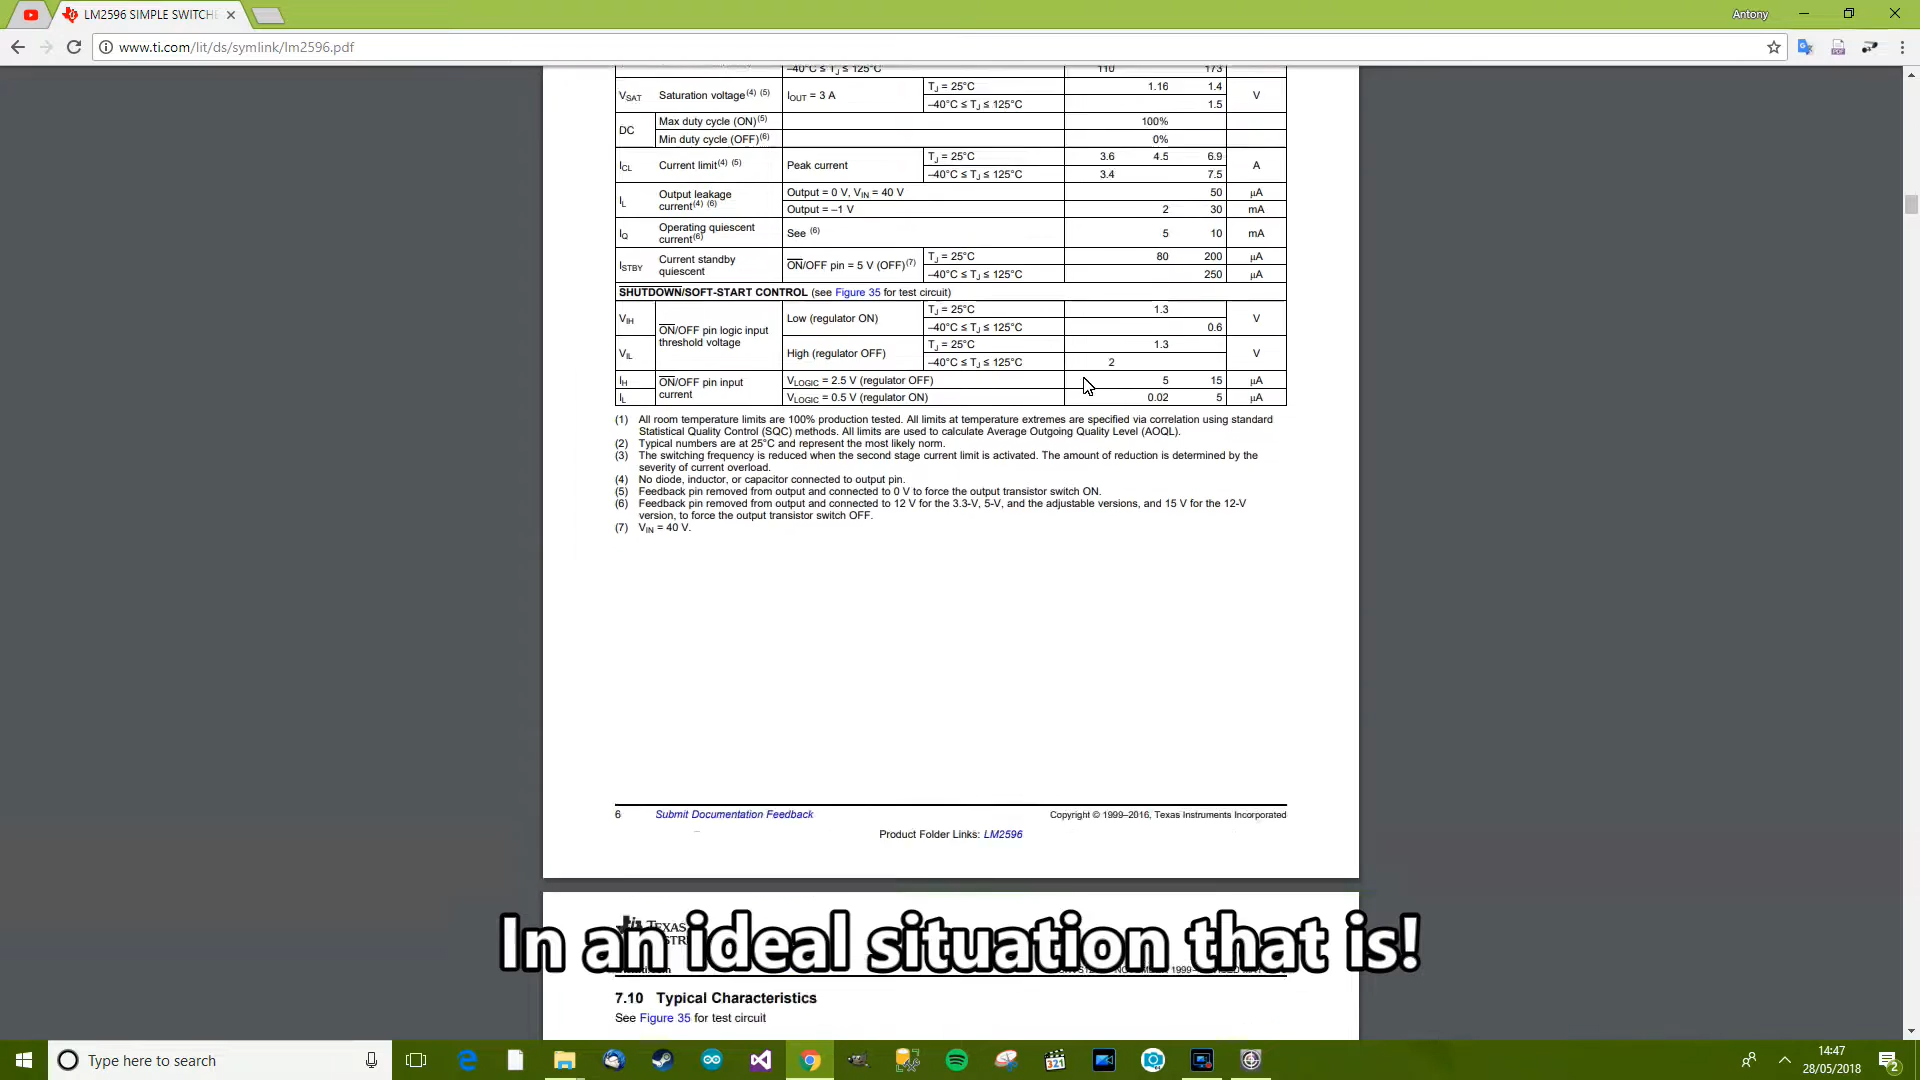 LM2596 SIMPLE SWITCHE
Antony
www.ti.com/lit/ds/symlink/lm2596.pdf
–40°C ≤ TJ ≤ 125°C 110 173
VSAT Saturation voltage(4) (5) IOUT = 3 A TJ = 25°C 1.16 1.4 V
–40°C ≤ TJ ≤ 125°C 1.5
DC Max duty cycle (ON)(5) 100%
Min duty cycle (OFF)(6) 0%
ICL Current limit(4) (5) Peak current TJ = 25°C 3.6 4.5 6.9 A
–40°C ≤ TJ ≤ 125°C 3.4 7.5
IL Output leakage current(4) (6) Output = 0 V, VIN = 40 V 50 μA
Output = –1 V 2 30 mA
IQ Operating quiescent current(6) See (6) 5 10 mA
ISTBY Current standby quiescent ON/OFF pin = 5 V (OFF)(7) TJ = 25°C 80 200 μA
–40°C ≤ TJ ≤ 125°C 250 μA
SHUTDOWN/SOFT-START CONTROL (see Figure 35 for test circuit)
VIH ON/OFF pin logic input threshold voltage Low (regulator ON) TJ = 25°C 1.3 V
–40°C ≤ TJ ≤ 125°C 0.6
VIL High (regulator OFF) TJ = 25°C 1.3 V
–40°C ≤ TJ ≤ 125°C 2
IH ON/OFF pin input current VLOGIC = 2.5 V (regulator OFF) 5 15 μA
IL VLOGIC = 0.5 V (regulator ON) 0.02 5 μA
(1) All room temperature limits are 100% production tested. All limits at temperature extremes are specified via correlation using standard
Statistical Quality Control (SQC) methods. All limits are used to calculate Average Outgoing Quality Level (AOQL).
(2) Typical numbers are at 25°C and represent the most likely norm.
(3) The switching frequency is reduced when the second stage current limit is activated. The amount of reduction is determined by the
severity of current overload.
(4) No diode, inductor, or capacitor connected to output pin.
(5) Feedback pin removed from output and connected to 0 V to force the output transistor switch ON.
(6) Feedback pin removed from output and connected to 12 V for the 3.3-V, 5-V, and the adjustable versions, and 15 V for the 12-V
version, to force the output transistor switch OFF.
(7) VIN = 40 V.
6 Submit Documentation Feedback Copyright © 1999–2016, Texas Instruments Incorporated
Product Folder Links: LM2596
In an ideal situation that is!
7.10 Typical Characteristics
See Figure 35 for test circuit
Type here to search
14:47
28/05/2018
2